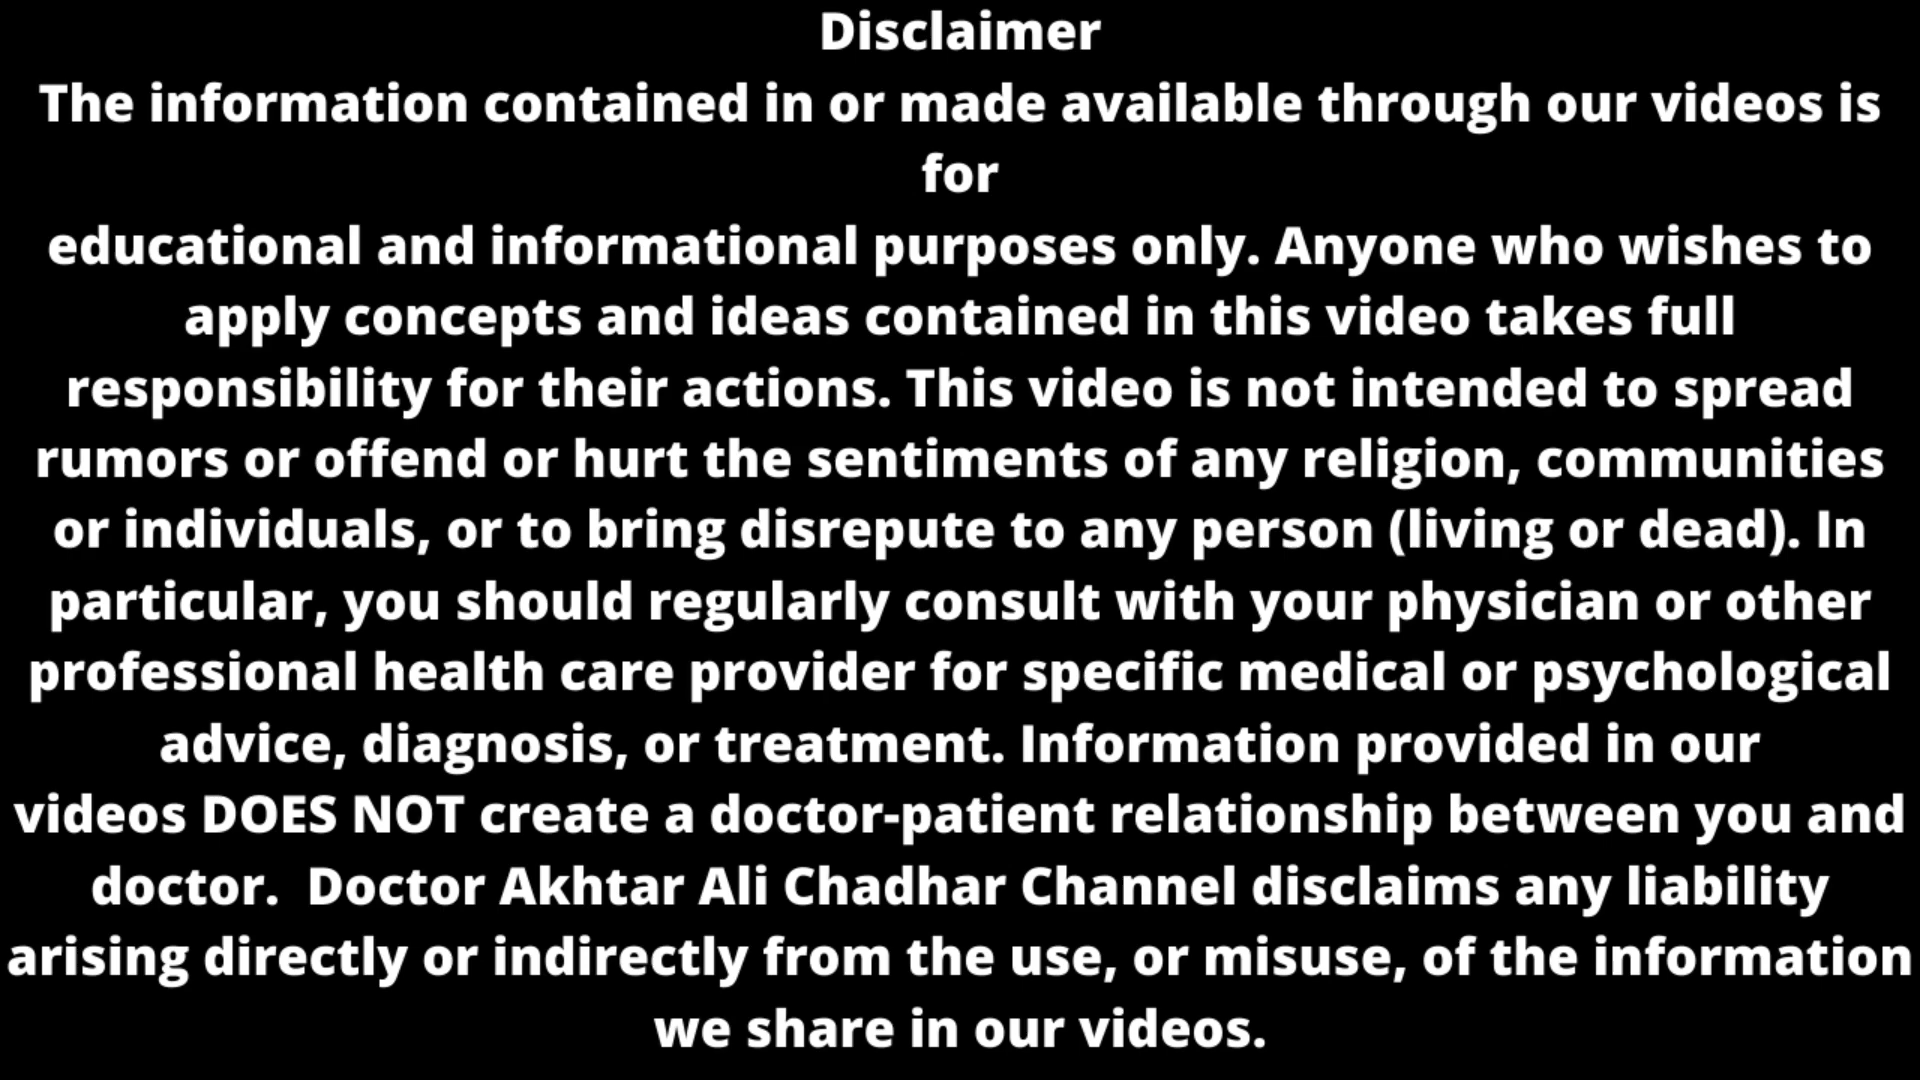 Disclaimer
The information contained in or made available through our videos is
for
educational and informational purposes only. Anyone who wishes to
apply concepts and ideas contained in this video takes full
responsibility for their actions. This video is not intended to spread
rumors or offend or hurt the sentiments of any religion, communities
or individuals, or to bring disrepute to any person (living or dead). In
particular, you should regularly consult with your physician or other
professional health care provider for specific medical or psychological
advice, diagnosis, or treatment. Information provided in our
videos DOES NOT create a doctor-patient relationship between you and
doctor.  Doctor Akhtar Ali Chadhar Channel disclaims any liability
arising directly or indirectly from the use, or misuse, of the information
we share in our videos.